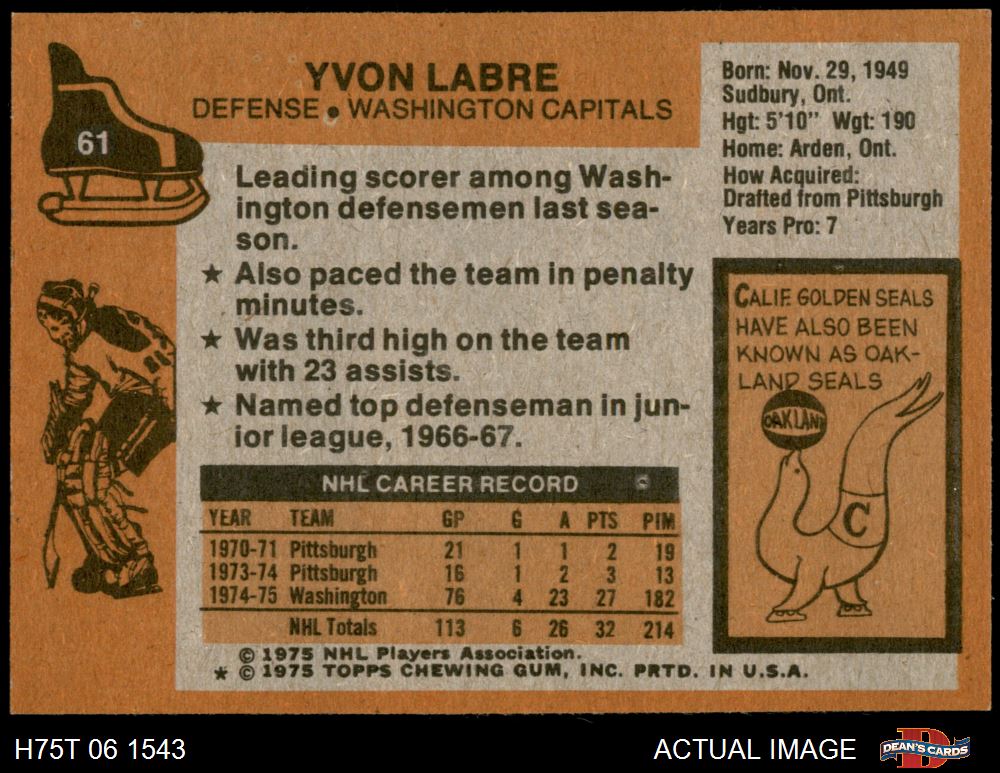 YVON LABRE
DEFENSE • WASHINGTON CAPITALS
61
Born: Nov. 29, 1949
Sudbury, Ont.
Hgt: 5'10" Wgt: 190
Home: Arden, Ont.
How Acquired:
Drafted from Pittsburgh
Years Pro: 7
Leading scorer among Wash-
ington defensemen last sea-
son.
★ Also paced the team in penalty
minutes.
★ Was third high on the team
with 23 assists.
★ Named top defenseman in jun-
ior league, 1966-67.
CALIF. GOLDEN SEALS
HAVE ALSO BEEN
KNOWN AS OAK-
LAND SEALS
OAKLAND
C
NHL CAREER RECORD
YEAR TEAM GP G A PTS PIM
1970-71 Pittsburgh 21 1 1 2 19
1973-74 Pittsburgh 16 1 2 3 13
1974-75 Washington 76 4 23 27 182
NHL Totals 113 6 26 32 214
© 1975 NHL Players Association.
* © 1975 TOPPS CHEWING GUM, INC. PRTD. IN U.S.A.
H75T 06 1543
ACTUAL IMAGE
DEAN'S CARDS